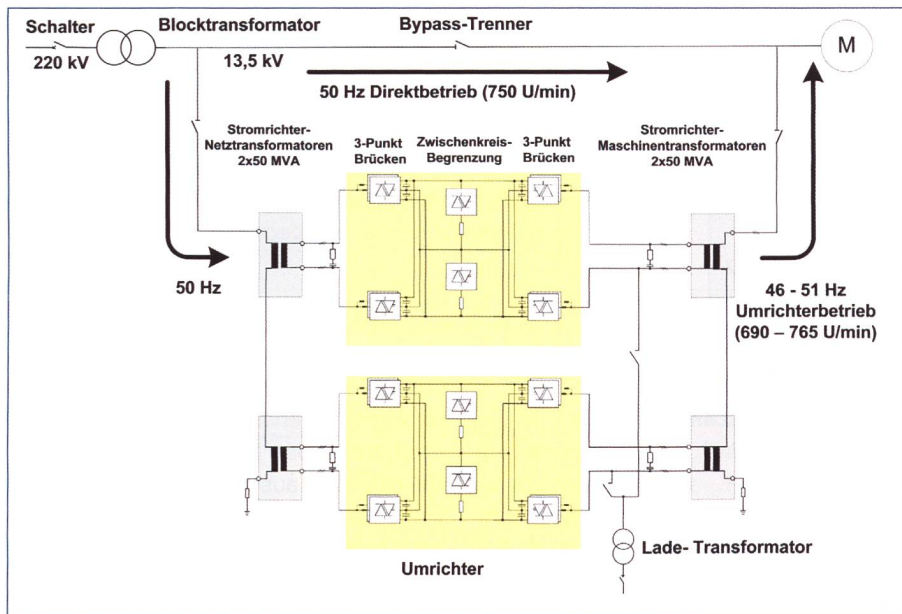 Schalter
Blocktransformator
Bypass-Trenner
220 kV
13,5 kV
M
50 Hz Direktbetrieb (750 U/min)
Stromrichter-
Netztransformatoren
2x50 MVA
3-Punkt
Brücken
Zwischenkreis-
Begrenzung
3-Punkt
Brücken
Stromrichter-
Maschinentransformatoren
2x50 MVA
50 Hz
46 - 51 Hz
Umrichterbetrieb
(690 – 765 U/min)
Umrichter
Lade- Transformator